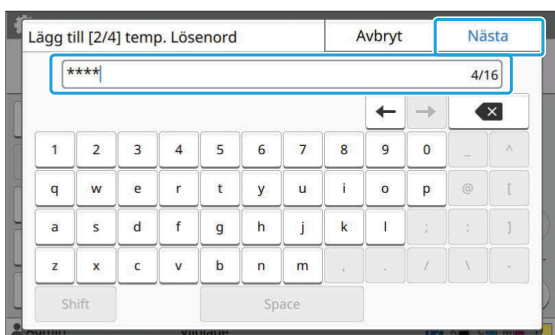 Lägg till [2/4] temp. Lösenord Avbryt Nästa
**** 4/16
← →
1 2 3 4 5 6 7 8 9 0 _ ^
q w e r t y u i o p @ [
a s d f g h j k l ; : ]
z x c v b n m , . / \ -
Shift Space
Admin